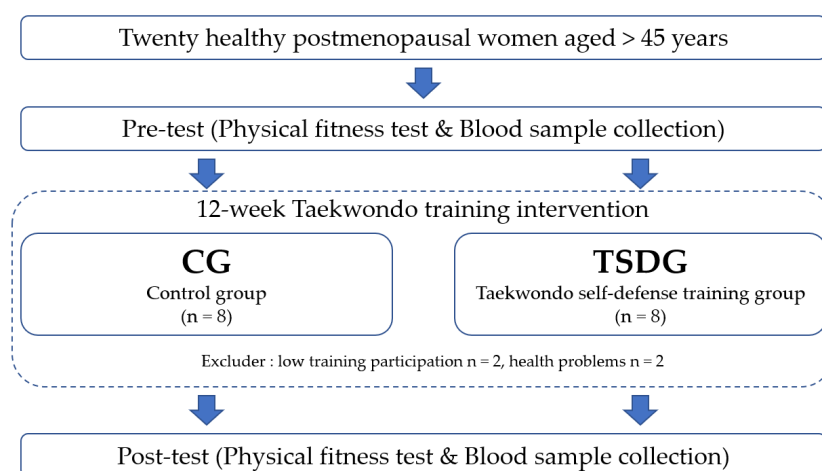 Twenty healthy postmenopausal women aged > 45 years
Pre-test (Physical fitness test & Blood sample collection)
12-week Taekwondo training intervention
CG
Control group
(n = 8)
TSDG
Taekwondo self-defense training group
(n = 8)
Excluder : low training participation n = 2, health problems n = 2
Post-test (Physical fitness test & Blood sample collection)